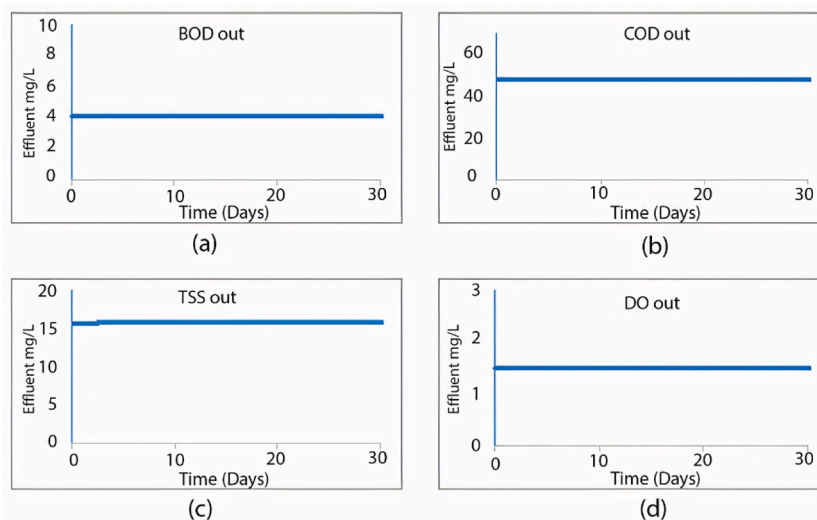 BOD out
Effluent mg/L
10
8
6
4
2
0
0 10 20 30
Time (Days)
(a)
COD out
Effluent mg/L
60
40
20
0
0 10 20 30
Time (Days)
(b)
TSS out
Effluent mg/L
20
15
10
5
0
0 10 20 30
Time (Days)
(c)
DO out
Effluent mg/L
3
2
1
0
0 10 20 30
Time (Days)
(d)